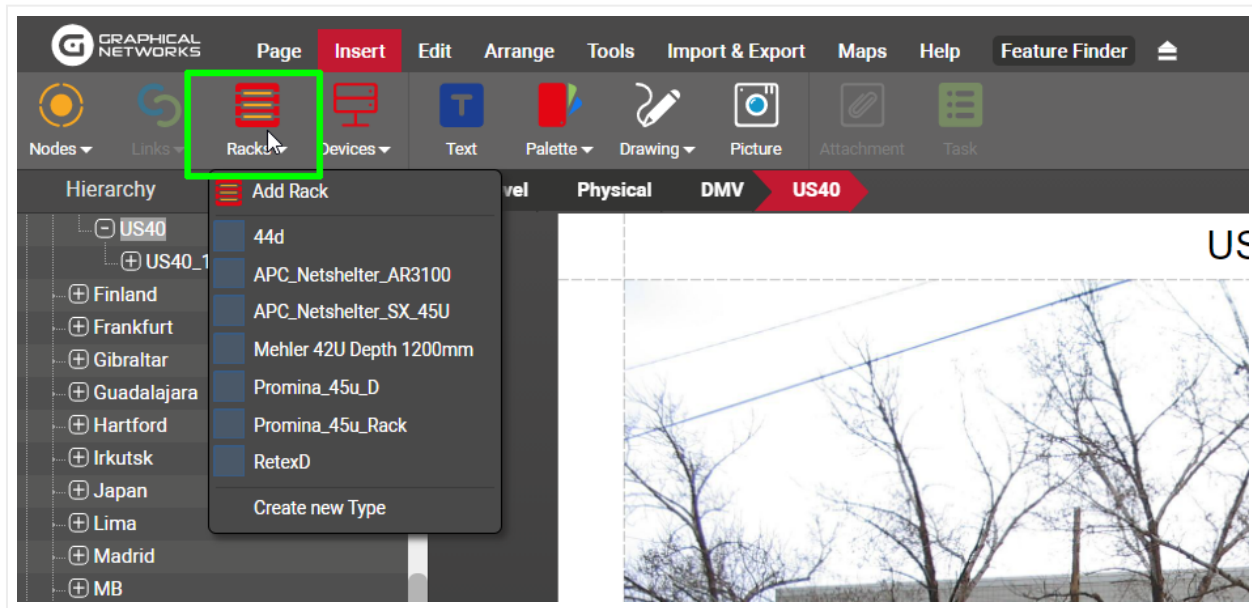 GRAPHICAL
NETWORKS
Page Insert Edit Arrange Tools Import & Export Maps Help Feature Finder
Nodes Links Racks Devices Text Palette Drawing Picture Attachment Task
Hierarchy vel Physical DMV US40
Add Rack
44d
APC_Netshelter_AR3100
APC_Netshelter_SX_45U
Mehler 42U Depth 1200mm
Promina_45u_D
Promina_45u_Rack
RetexD
Create new Type
US40
US40_1
Finland
Frankfurt
Gibraltar
Guadalajara
Hartford
Irkutsk
Japan
Lima
Madrid
MB
US